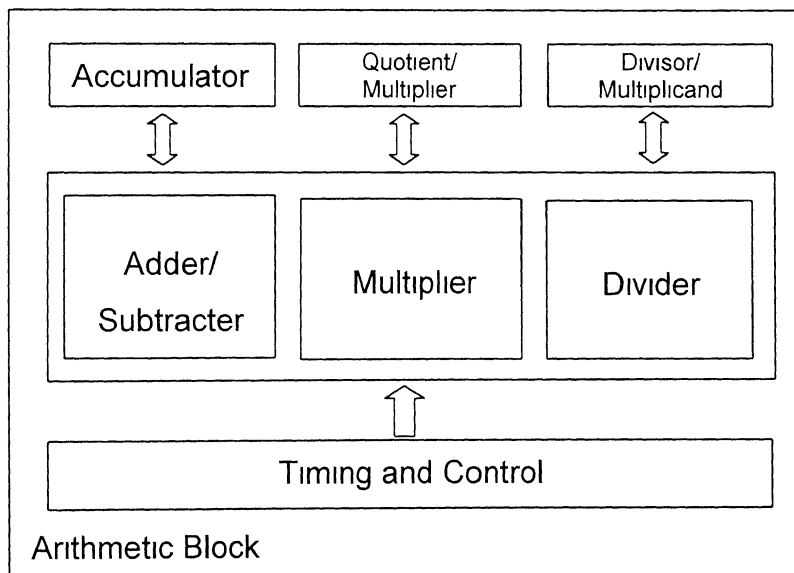 Accumulator
Quotient/
Multiplier
Divisor/
Multiplicand
Adder/
Subtracter
Multiplier
Divider
Timing and Control
Arithmetic Block